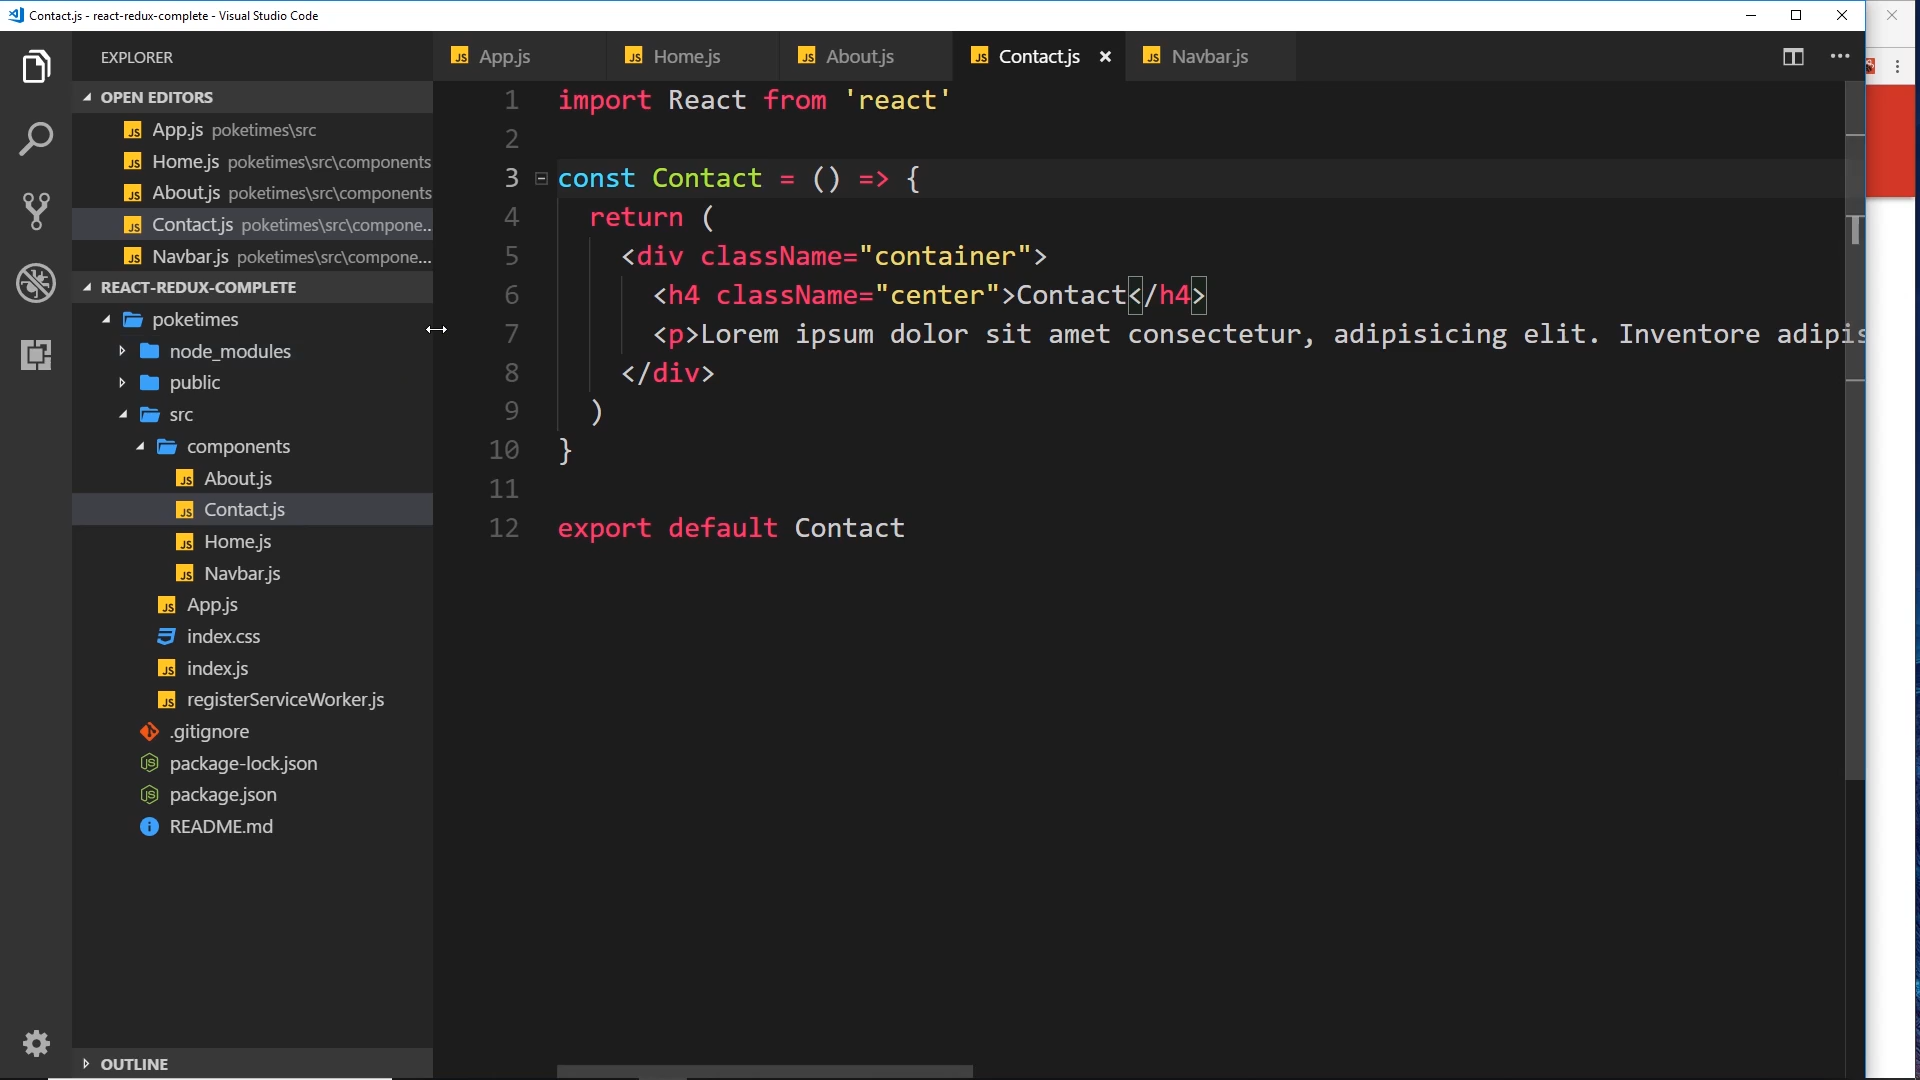 Contact.js - react-redux-complete - Visual Studio Code
EXPLORER
OPEN EDITORS
App.js poketimes\src
Home.js poketimes\src\components
About.js poketimes\src\components
Contact.js poketimes\src\compone...
Navbar.js poketimes\src\compone...
REACT-REDUX-COMPLETE
poketimes
node_modules
public
src
components
About.js
Contact.js
Home.js
Navbar.js
App.js
index.css
index.js
registerServiceWorker.js
.gitignore
package-lock.json
package.json
README.md
OUTLINE
App.js Home.js About.js Contact.js Navbar.js
1 import React from 'react'
2
3 const Contact = () => {
4 return (
5 <div className="container">
6 <h4 className="center">Contact</h4>
7 <p>Lorem ipsum dolor sit amet consectetur, adipisicing elit. Inventore adipis
8 </div>
9 )
10 }
11
12 export default Contact